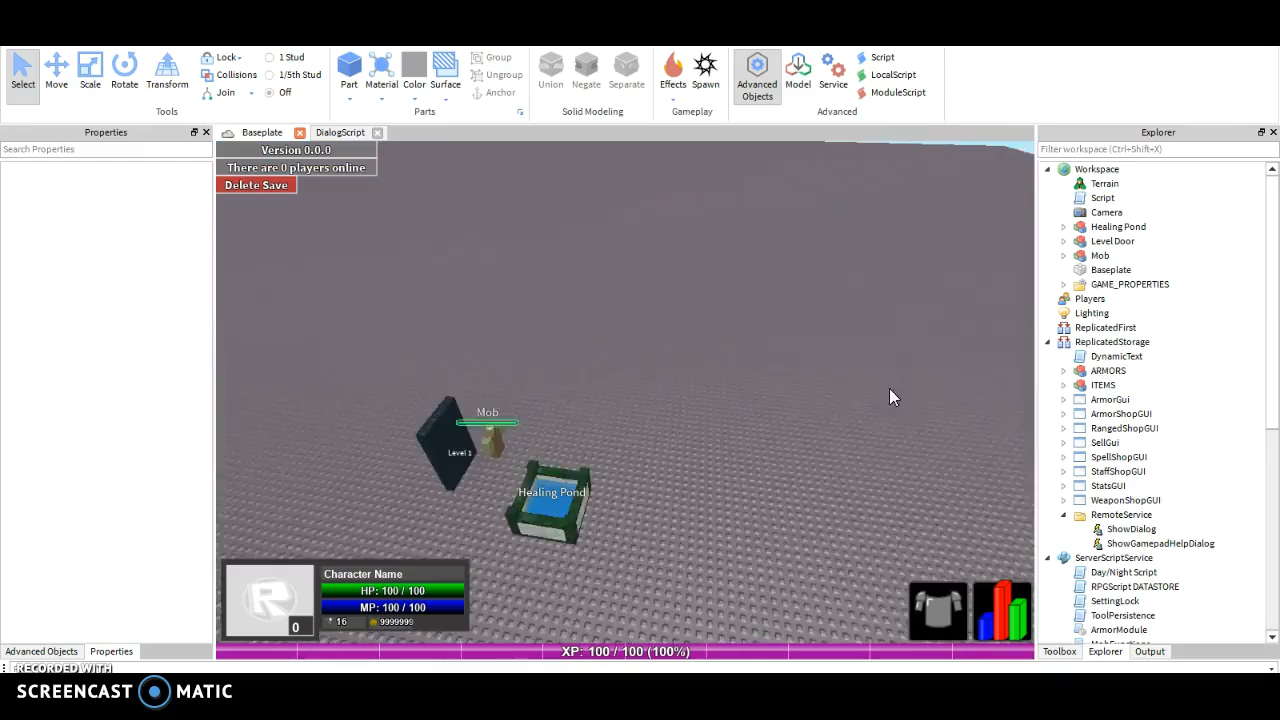 Select
Move
Scale
Rotate
Transform
Lock
Collisions
Join
1 Stud
1/5th Stud
Off
Tools
Part
Material
Color
Surface
Group
Ungroup
Anchor
Parts
Union
Negate
Separate
Solid Modeling
Effects
Spawn
Gameplay
Advanced
Objects
Model
Service
Script
LocalScript
ModuleScript
Advanced
Properties
Search Properties
Baseplate
DialogScript
Version 0.0.0
There are 0 players online
Delete Save
Mob
Level 1
Healing Pond
Character Name
HP: 100 / 100
MP: 100 / 100
0
16
9999999
XP: 100 / 100 (100%)
Explorer
Filter workspace (Ctrl+Shift+X)
Workspace
Terrain
Script
Camera
Healing Pond
Level Door
Mob
Baseplate
GAME_PROPERTIES
Players
Lighting
ReplicatedFirst
ReplicatedStorage
DynamicText
ARMORS
ITEMS
ArmorGui
ArmorShopGUI
RangedShopGUI
SellGui
SpellShopGUI
StaffShopGUI
StatsGUI
WeaponShopGUI
RemoteService
ShowDialog
ShowGamepadHelpDialog
ServerScriptService
Day/Night Script
RPGScript DATASTORE
SettingLock
ToolPersistence
ArmorModule
Toolbox
Explorer
Output
Advanced Objects
Properties
RECORDED WITH
SCREENCAST MATIC